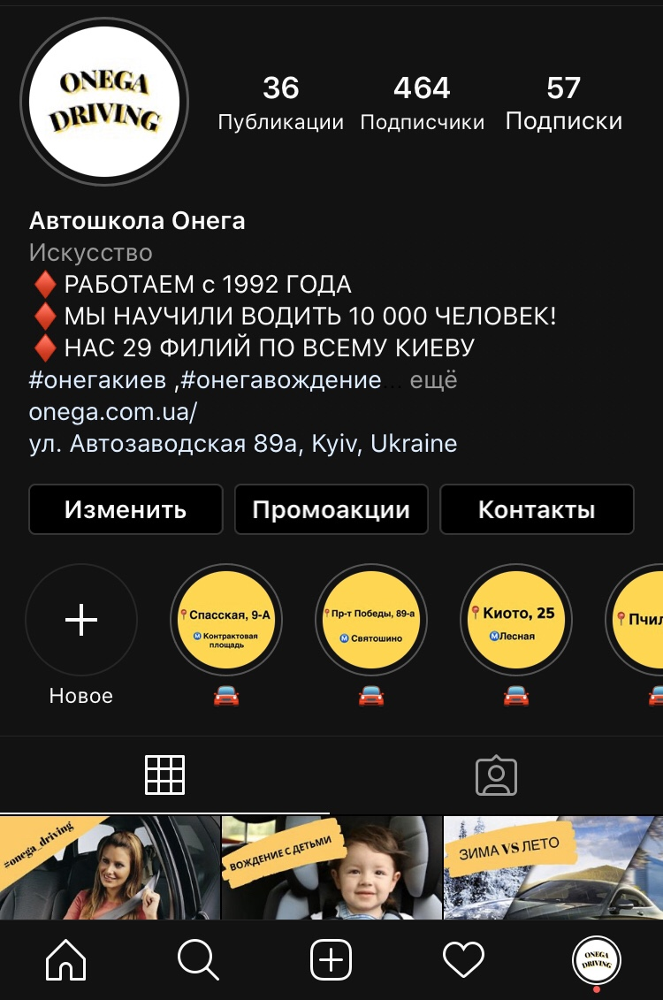 ONEGA
DRIVING
36
Публикации
464
Подписчики
57
Подписки
Автошкола Онега
Искусство
♦️РАБОТАЕМ с 1992 ГОДА
♦️МЫ НАУЧИЛИ ВОДИТЬ 10 000 ЧЕЛОВЕК!
♦️НАС 29 ФИЛИЙ ПО ВСЕМУ КИЕВУ
#онегакиев ,#онегавождение... ещё
onega.com.ua/
ул. Автозаводская 89а, Kyiv, Ukraine
Изменить
Промоакции
Контакты
Новое
📍Спасская, 9-А
Ⓜ️ Контрактовая
площадь
📍Пр-т Победы, 89-а
Ⓜ️ Святошино
📍Киото, 25
Ⓜ️Лесная
📍Пчил
#onega_driving
ВОЖДЕНИЕ С ДЕТЬМИ
ЗИМА VS ЛЕТО
ONEGA
DRIVING